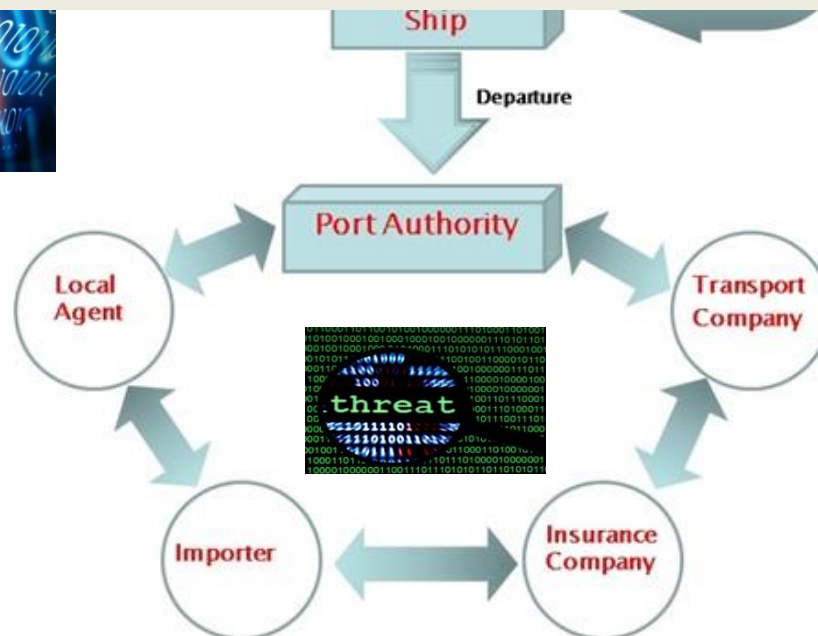 Ship
Departure
Port Authority
Local
Agent
Transport
Company
threat
Importer
Insurance
Company